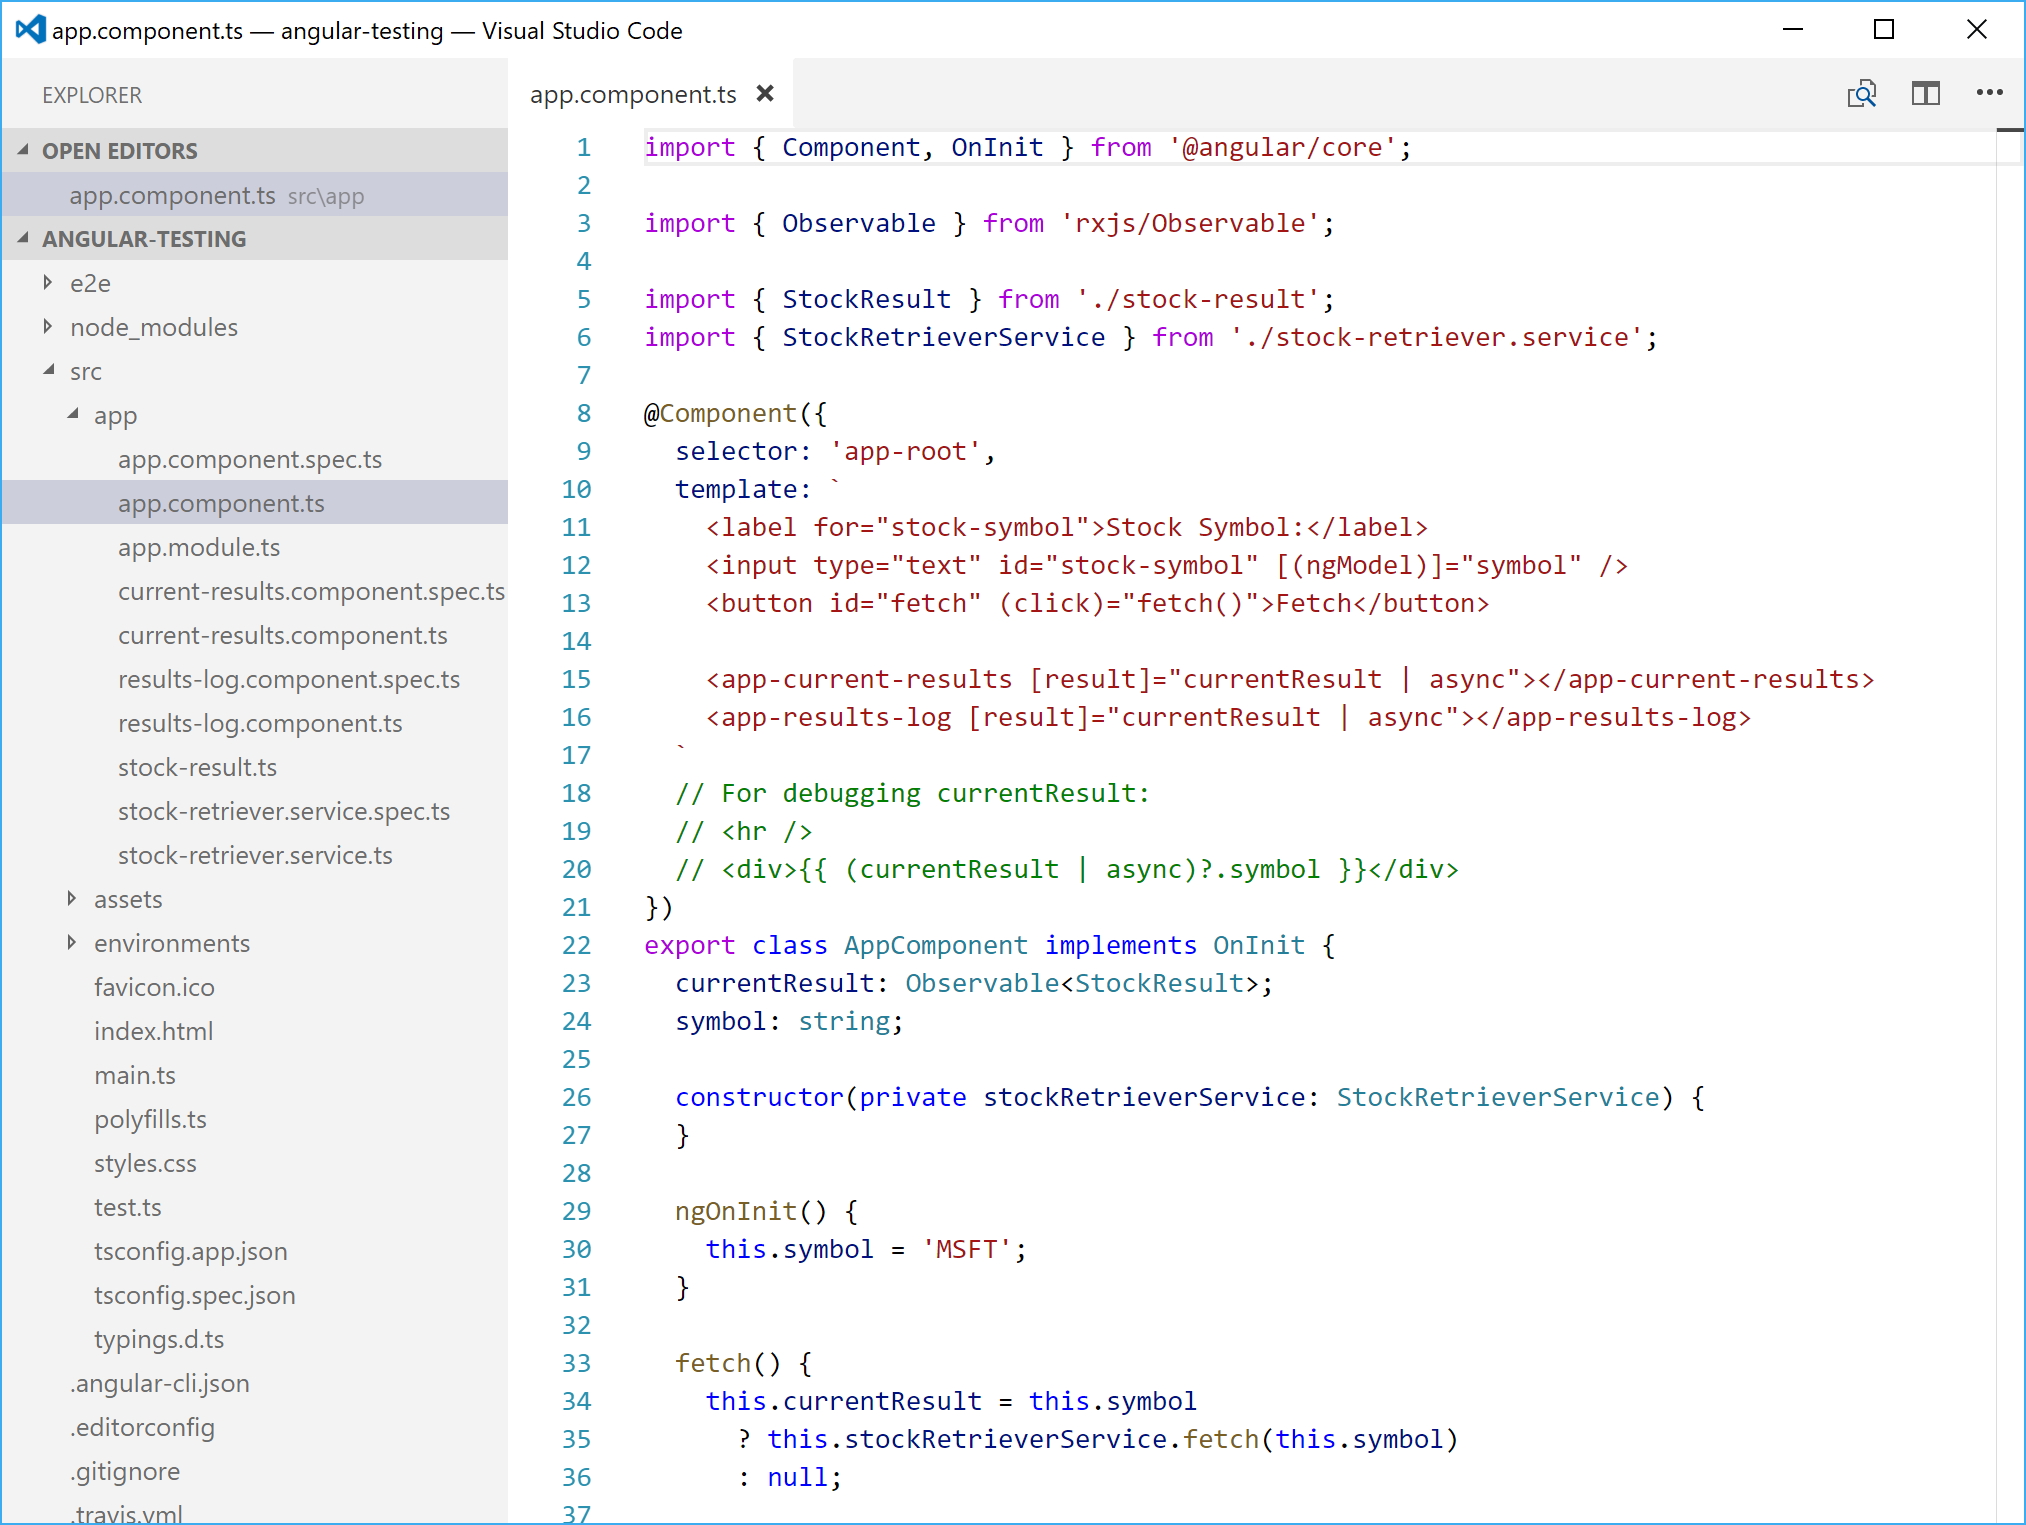 app.component.ts — angular-testing — Visual Studio Code
EXPLORER
OPEN EDITORS
app.component.ts src\app
ANGULAR-TESTING
e2e
node_modules
src
app
app.component.spec.ts
app.component.ts
app.module.ts
current-results.component.spec.ts
current-results.component.ts
results-log.component.spec.ts
results-log.component.ts
stock-result.ts
stock-retriever.service.spec.ts
stock-retriever.service.ts
assets
environments
favicon.ico
index.html
main.ts
polyfills.ts
styles.css
test.ts
tsconfig.app.json
tsconfig.spec.json
typings.d.ts
.angular-cli.json
.editorconfig
.gitignore
.travis.yml
app.component.ts
1 import { Component, OnInit } from '@angular/core';
2
3 import { Observable } from 'rxjs/Observable';
4
5 import { StockResult } from './stock-result';
6 import { StockRetrieverService } from './stock-retriever.service';
7
8 @Component({
9   selector: 'app-root',
10   template: `
11     <label for="stock-symbol">Stock Symbol:</label>
12     <input type="text" id="stock-symbol" [(ngModel)]="symbol" />
13     <button id="fetch" (click)="fetch()">Fetch</button>
14
15     <app-current-results [result]="currentResult | async"></app-current-results>
16     <app-results-log [result]="currentResult | async"></app-results-log>
17   `
18   // For debugging currentResult:
19   // <hr />
20   // <div>{{ (currentResult | async)?.symbol }}</div>
21 })
22 export class AppComponent implements OnInit {
23   currentResult: Observable<StockResult>;
24   symbol: string;
25
26   constructor(private stockRetrieverService: StockRetrieverService) {
27   }
28
29   ngOnInit() {
30     this.symbol = 'MSFT';
31   }
32
33   fetch() {
34     this.currentResult = this.symbol
35       ? this.stockRetrieverService.fetch(this.symbol)
36       : null;
37